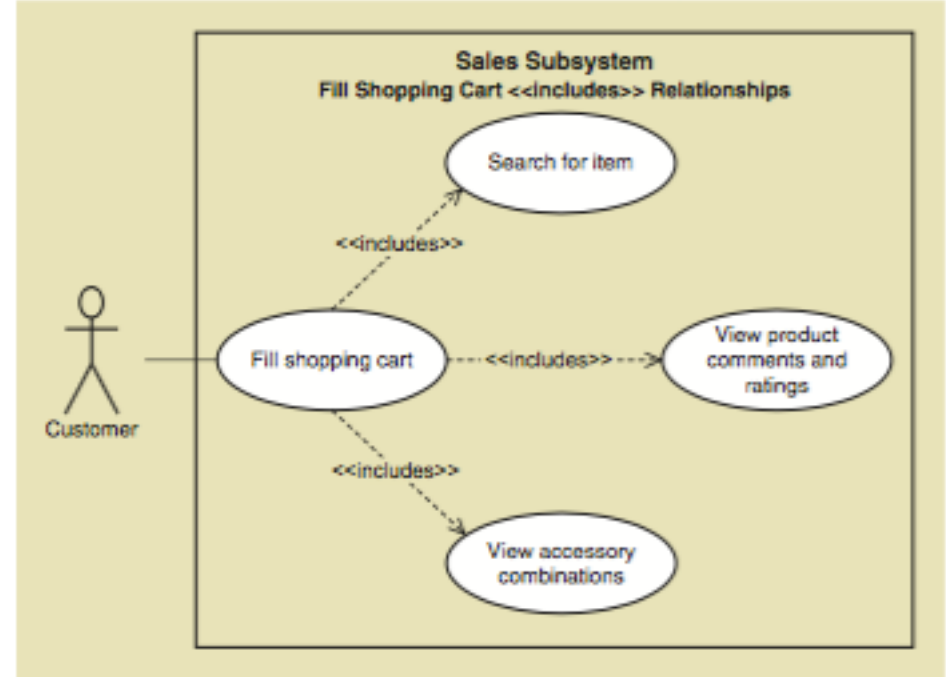 Sales Subsystem
Fill Shopping Cart <<includes>> Relationships
Search for item
<<includes>>
Fill shopping cart
<<includes>>
View product
comments and
ratings
Customer
<<includes>>
View accessory
combinations